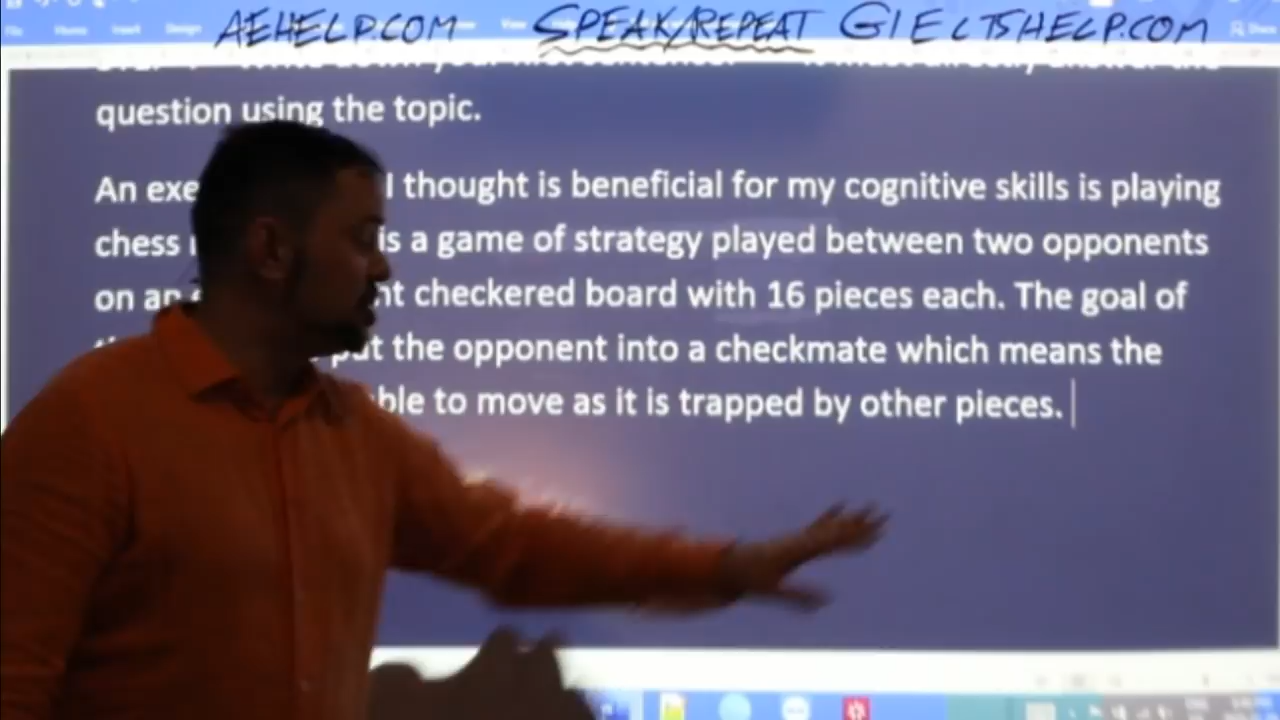 AEHELP.COM SPEAK/REPEAT GIELTSHELP.COM
question using the topic.
An exe I thought is beneficial for my cognitive skills is playing
chess is a game of strategy played between two opponents
on an checkered board with 16 pieces each. The goal of
put the opponent into a checkmate which means the
ble to move as it is trapped by other pieces.